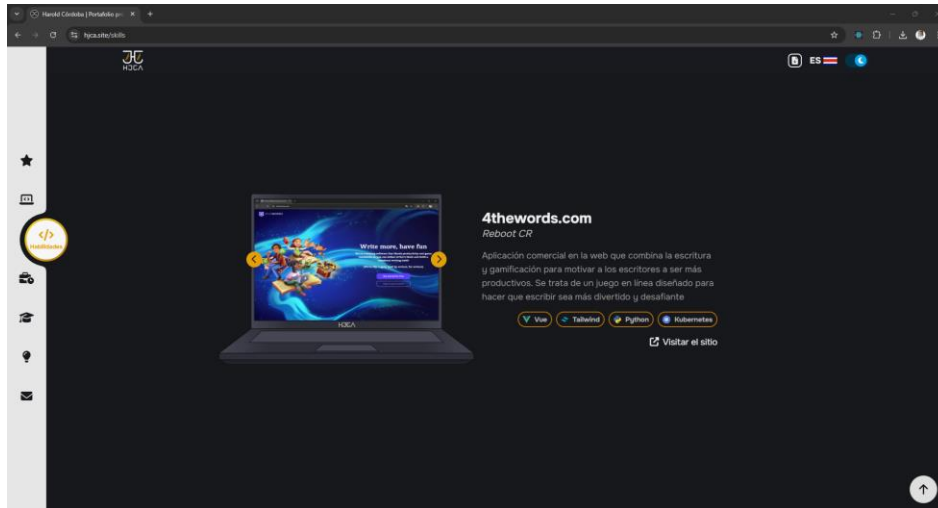 Harold Córdoba | Portafolio pr
hjca.site/skills
HJCA
ES
Habilidades
Write more, have fun
HJCA
4thewords.com
Reboot CR
Aplicación comercial en la web que combina la escritura
y gamificación para motivar a los escritores a ser más
productivos. Se trata de un juego en línea diseñado para
hacer que escribir sea más divertido y desafiante
Vue
Tailwind
Python
Kubernetes
Visitar el sitio